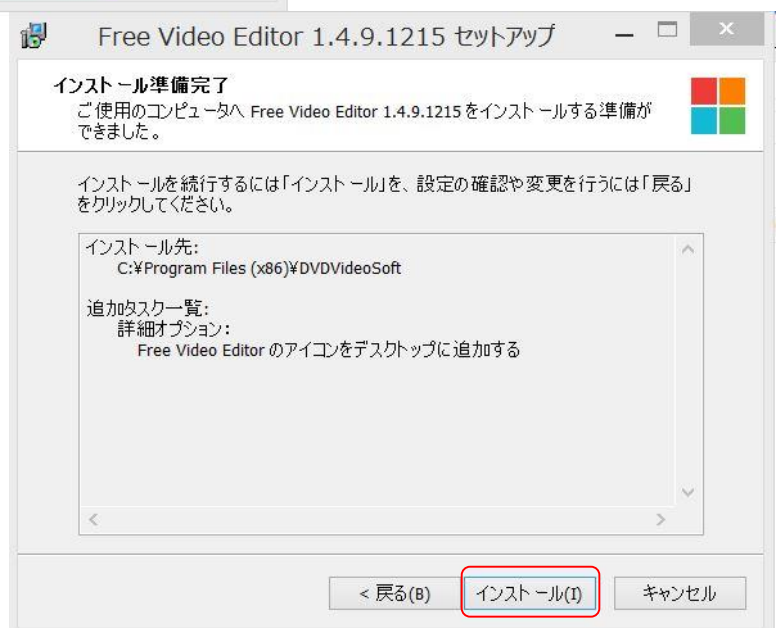 Free Video Editor 1.4.9.1215 セットアップ
インストール準備完了
ご使用のコンピュータへ Free Video Editor 1.4.9.1215 をインストールする準備が
できました。
インストールを続行するには「インストール」を、設定の確認や変更を行うには「戻る」
をクリックしてください。
インストール先:
C:¥Program Files (x86)¥DVDVideoSoft
追加タスク一覧:
詳細オプション:
Free Video Editor のアイコンをデスクトップに追加する
< 戻る(B)
インストール(I)
キャンセル